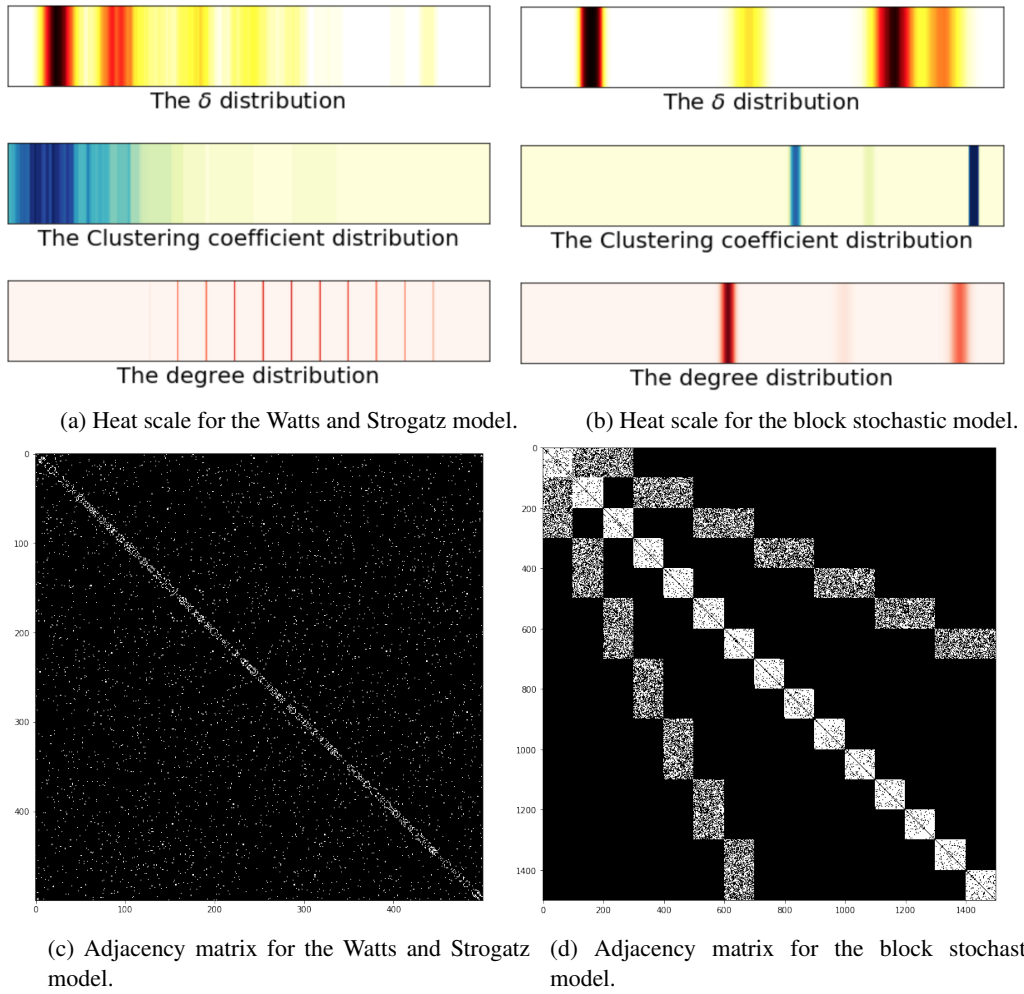 The δ distribution
The δ distribution
The Clustering coefficient distribution
The Clustering coefficient distribution
The degree distribution
The degree distribution
(a) Heat scale for the Watts and Strogatz model.
(b) Heat scale for the block stochastic model.
0
100
200
300
400
0 100 200 300 400
0
200
400
600
800
1000
1200
1400
0 200 400 600 800 1000 1200 1400
(c) Adjacency matrix for the Watts and Strogatz
model.
(d) Adjacency matrix for the block stochast
model.